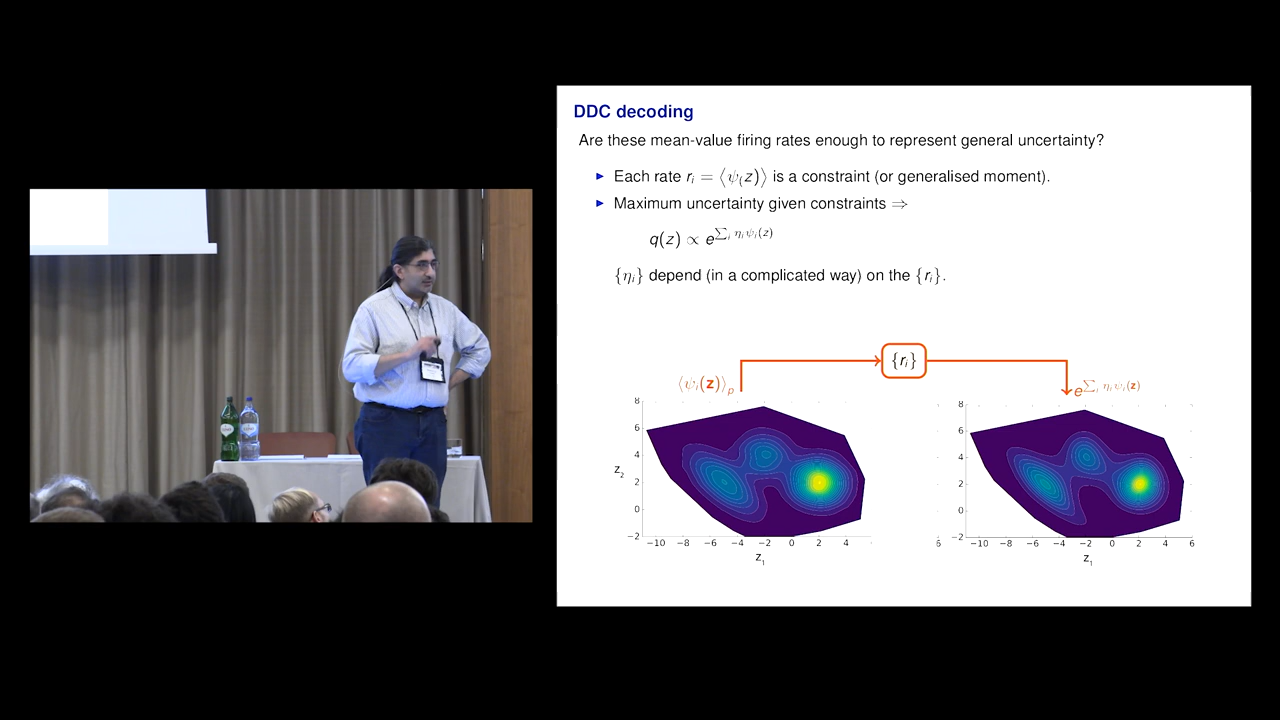 DDC decoding
Are these mean-value firing rates enough to represent general uncertainty?
Each rate rᵢ = ⟨ψ(z)⟩ is a constraint (or generalised moment).
Maximum uncertainty given constraints ⇒
q(z) ∝ e^{∑ᵢ ηᵢψᵢ(z)}
{ηᵢ} depend (in a complicated way) on the {rᵢ}.
{rᵢ}
⟨ψᵢ(z)⟩ₚ
e^{∑ᵢ ηᵢψᵢ(z)}
8
6
4
2
0
−2
z₂
−10 −8 −6 −4 −2 0 2 4
z₁
8
6
4
2
0
−2
6
−10 −8 −6 −4 −2 0 2 4 6
z₁